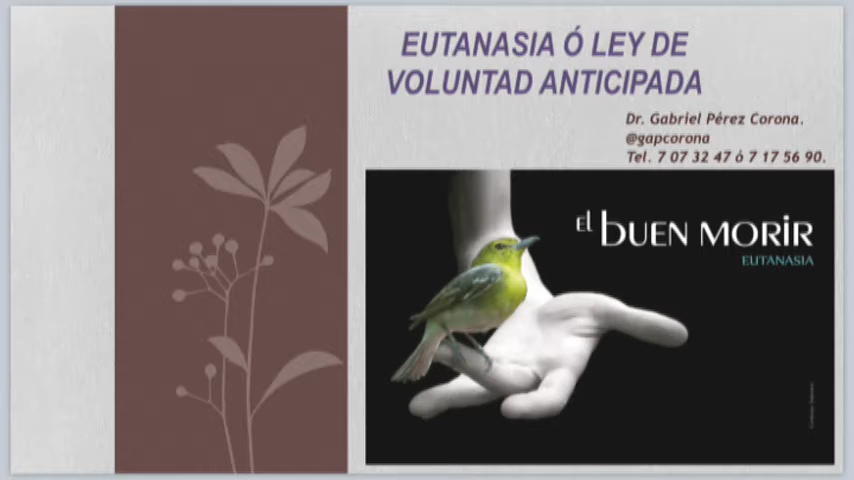 EUTANASIA Ó LEY DE
VOLUNTAD ANTICIPADA
Dr. Gabriel Pérez Corona.
@gapcorona
Tel. 7 07 32 47 ó 7 17 56 90.
El bUEN MORIR
EUTANASIA